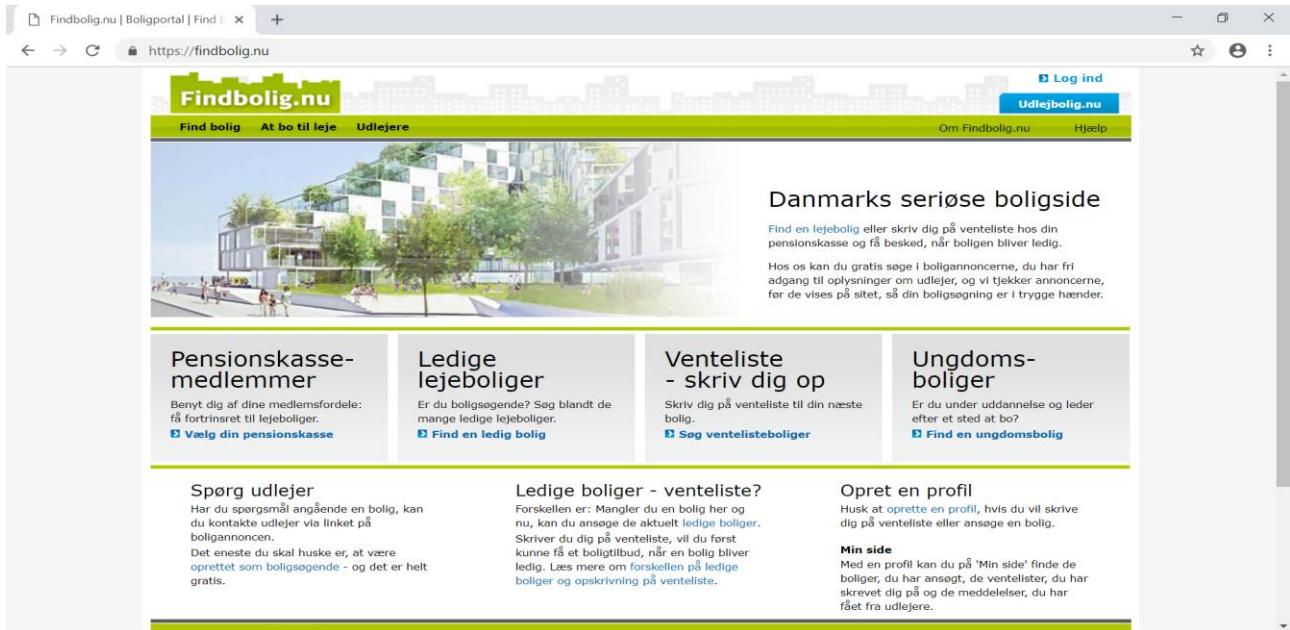 Findbolig.nu | Boligportal | Find
https://findbolig.nu
Findbolig.nu
Log ind
Udlejbolig.nu
Find bolig At bo til leje Udlejere
Om Findbolig.nu Hjælp
Danmarks seriøse boligside
Find en lejebolig eller skriv dig på venteliste hos din
pensionskasse og få besked, når boligen bliver ledig.
Hos os kan du gratis søge i boligannoncerne, du har fri
adgang til oplysninger om udlejer, og vi tjekker annoncerne,
før de vises på sitet, så din boligsøgning er i trygge hænder.
Pensionskasse-
medlemmer
Benyt dig af dine medlemsfordele:
få fortrinsret til lejeboliger.
Vælg din pensionskasse
Ledige
lejeboliger
Er du boligsøgende? Søg blandt de
mange ledige lejeboliger.
Find en ledig bolig
Venteliste
- skriv dig op
Skriv dig på venteliste til din næste
bolig.
Søg ventelisteboliger
Ungdoms-
boliger
Er du under uddannelse og leder
efter et sted at bo?
Find en ungdomsbolig
Spørg udlejer
Har du spørgsmål angående en bolig, kan
du kontakte udlejer via linket på
boligannoncen.
Det eneste du skal huske er, at være
oprettet som boligsøgende - og det er helt
gratis.
Ledige boliger - venteliste?
Forskellen er: Mangler du en bolig her og
nu, kan du ansøge de aktuelt ledige boliger.
Skriver du dig på venteliste, vil du først
kunne få et boligtilbud, når en bolig bliver
ledig. Læs mere om forskellen på ledige
boliger og opskrivning på venteliste.
Opret en profil
Husk at oprette en profil, hvis du vil skrive
dig på venteliste eller ansøge en bolig.
Min side
Med en profil kan du på 'Min side' finde de
boliger, du har ansøgt, de ventelister, du har
skrevet dig på og de meddelelser, du har
fået fra udlejere.